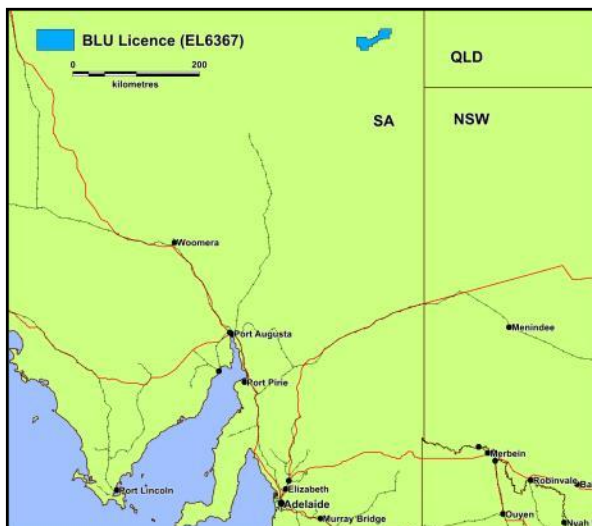 BLU Licence (EL6367)
0 200
kilometres
QLD
SA NSW
Woomera
Port Augusta
Menindee
Port Pirie
Merbein
Robinvale
Elizabeth
Port Lincoln
Adelaide
Ouyen
Murray Bridge
Nyah